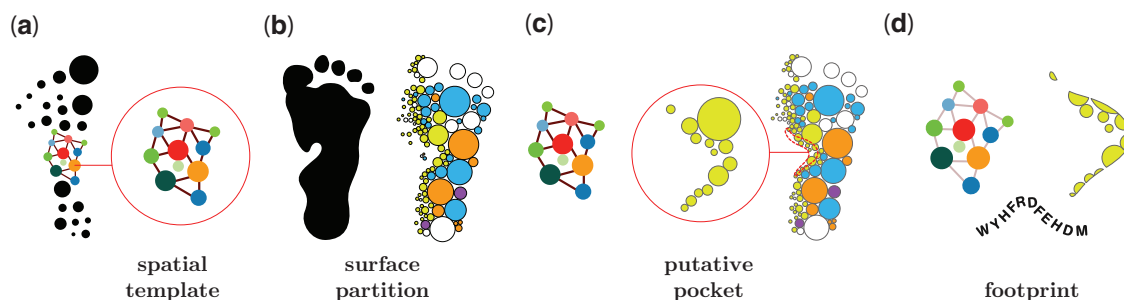 (a)
(b)
(c)
(d)
WYHFRDFEHDM
spatial
template
surface
partition
putative
pocket
footprint